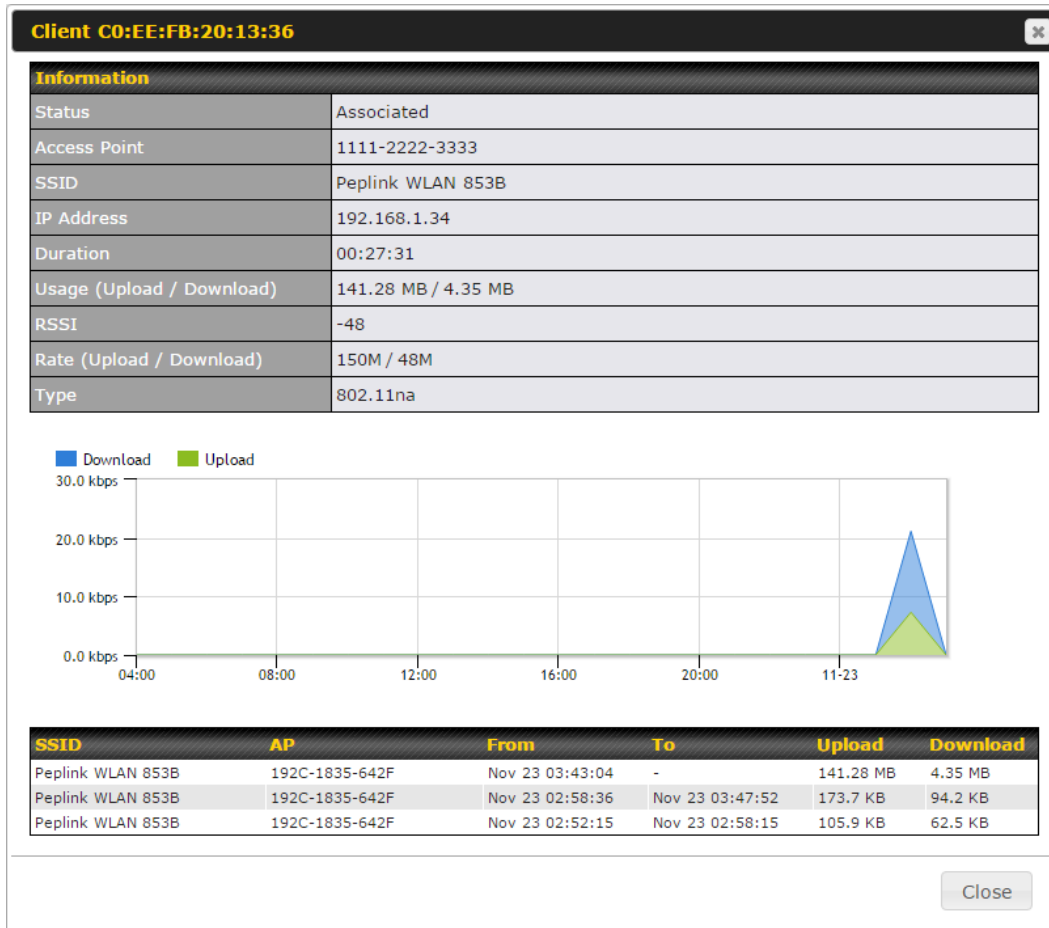 Client C0:EE:FB:20:13:36
Information
Status Associated
Access Point 1111-2222-3333
SSID Peplink WLAN 853B
IP Address 192.168.1.34
Duration 00:27:31
Usage (Upload / Download) 141.28 MB / 4.35 MB
RSSI -48
Rate (Upload / Download) 150M / 48M
Type 802.11na
Download Upload
30.0 kbps
20.0 kbps
10.0 kbps
0.0 kbps
04:00 08:00 12:00 16:00 20:00 11-23
SSID AP From To Upload Download
Peplink WLAN 853B 192C-1835-642F Nov 23 03:43:04 - 141.28 MB 4.35 MB
Peplink WLAN 853B 192C-1835-642F Nov 23 02:58:36 Nov 23 03:47:52 173.7 KB 94.2 KB
Peplink WLAN 853B 192C-1835-642F Nov 23 02:52:15 Nov 23 02:58:15 105.9 KB 62.5 KB
Close